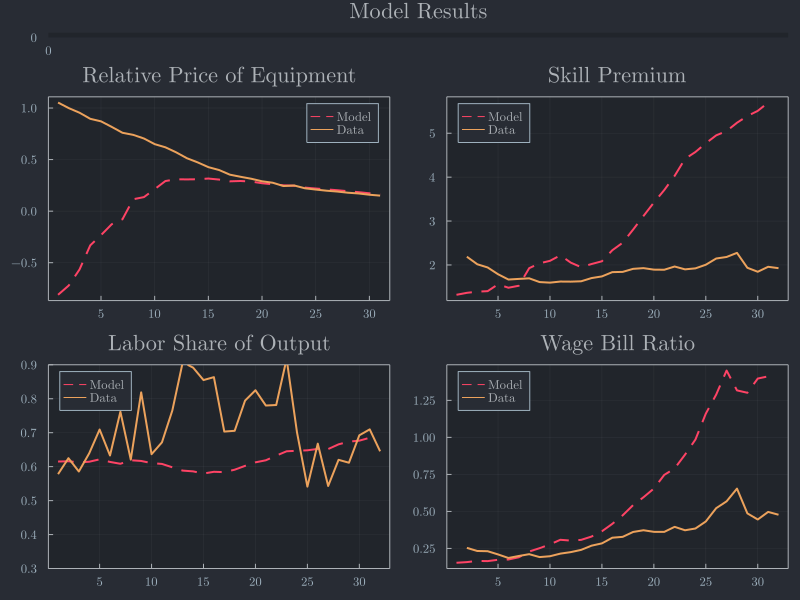 Model Results
0
0
Relative Price of Equipment
1.0
0.5
0.0
−0.5
Model
Data
5 10 15 20 25 30
Skill Premium
5
4
3
2
Model
Data
5 10 15 20 25 30
Labor Share of Output
0.9
0.8
0.7
0.6
0.5
0.4
0.3
Model
Data
5 10 15 20 25 30
Wage Bill Ratio
1.25
1.00
0.75
0.50
0.25
Model
Data
5 10 15 20 25 30